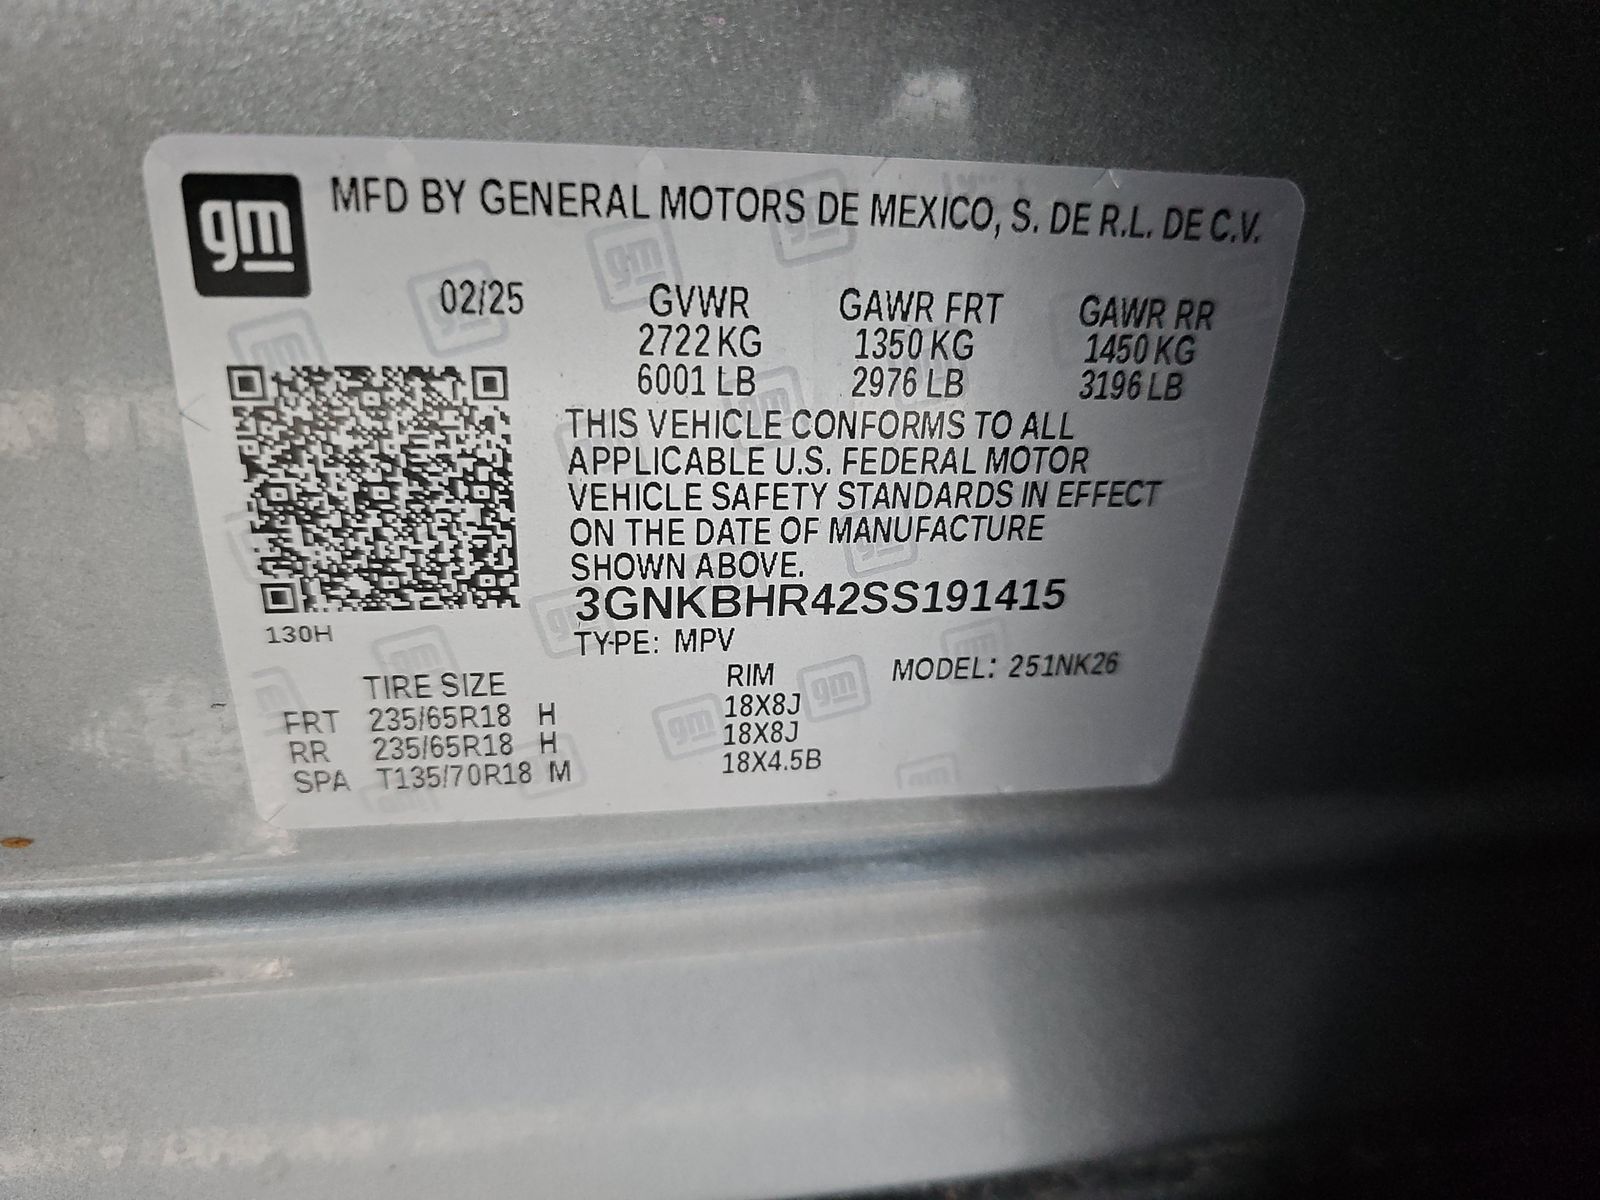 gm
MFD BY GENERAL MOTORS DE MEXICO, S. DE R.L. DE C.V.
02/25 GVWR GAWR FRT GAWR RR
2722 KG 1350 KG 1450 KG
6001 LB 2976 LB 3196 LB
THIS VEHICLE CONFORMS TO ALL
APPLICABLE U.S. FEDERAL MOTOR
VEHICLE SAFETY STANDARDS IN EFFECT
ON THE DATE OF MANUFACTURE
SHOWN ABOVE.
3GNKBHR42SS191415
130H
TYPE: MPV
MODEL: 251NK26
TIRE SIZE RIM
FRT 235/65R18 H 18X8J
RR 235/65R18 H 18X8J
SPA T135/70R18 M 18X4.5B